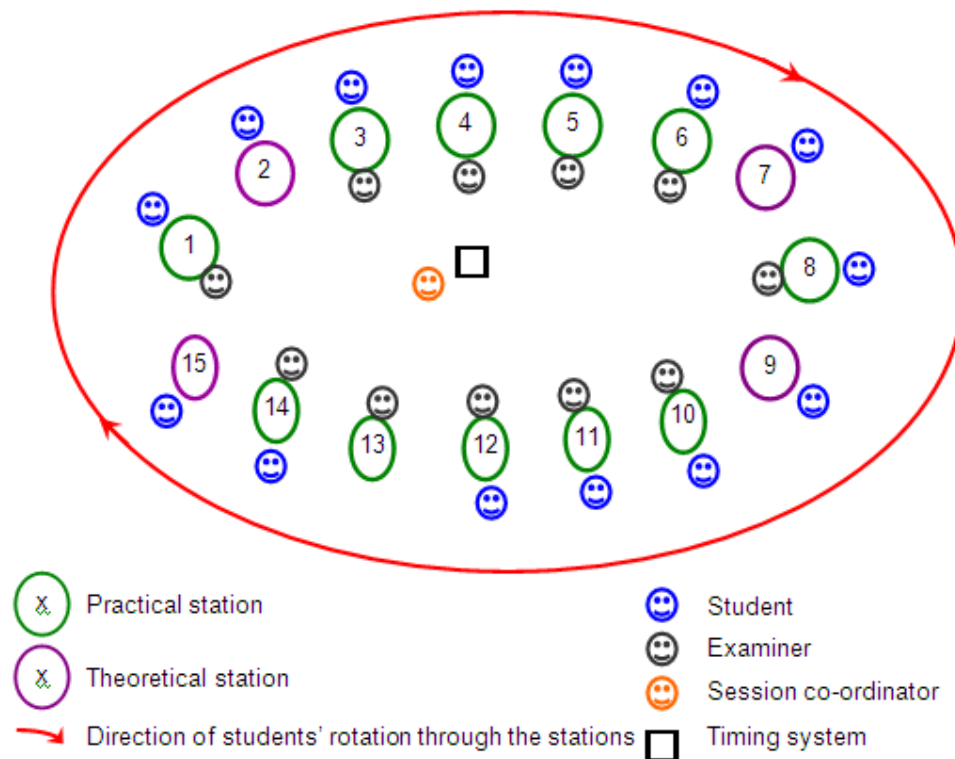 4
5
3
6
2
7
1
8
15
9
14
10
13
12
11
X Practical station
Student
Examiner
X Theoretical station
Session co-ordinator
Direction of students' rotation through the stations
Timing system